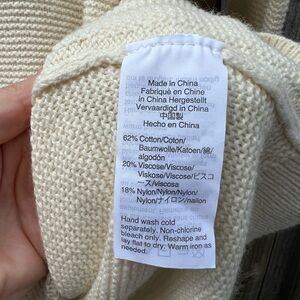 Made in China
Fabriqué en Chine
in China Hergestellt
Vervaardigd in China
中国製
Hecho en China
62% Cotton/Coton/
Baumwolle/Katoen/綿/
algodón
20% Viscose/Viscose/
Viskose/Viscose/ビスコ
ース/viscosa
18% Nylon/Nylon/Nylon/
Nylon/ナイロン/nailon
Hand wash cold
separately. Non-chlorine
bleach only. Reshape and
lay flat to dry. Warm iron as
needed.